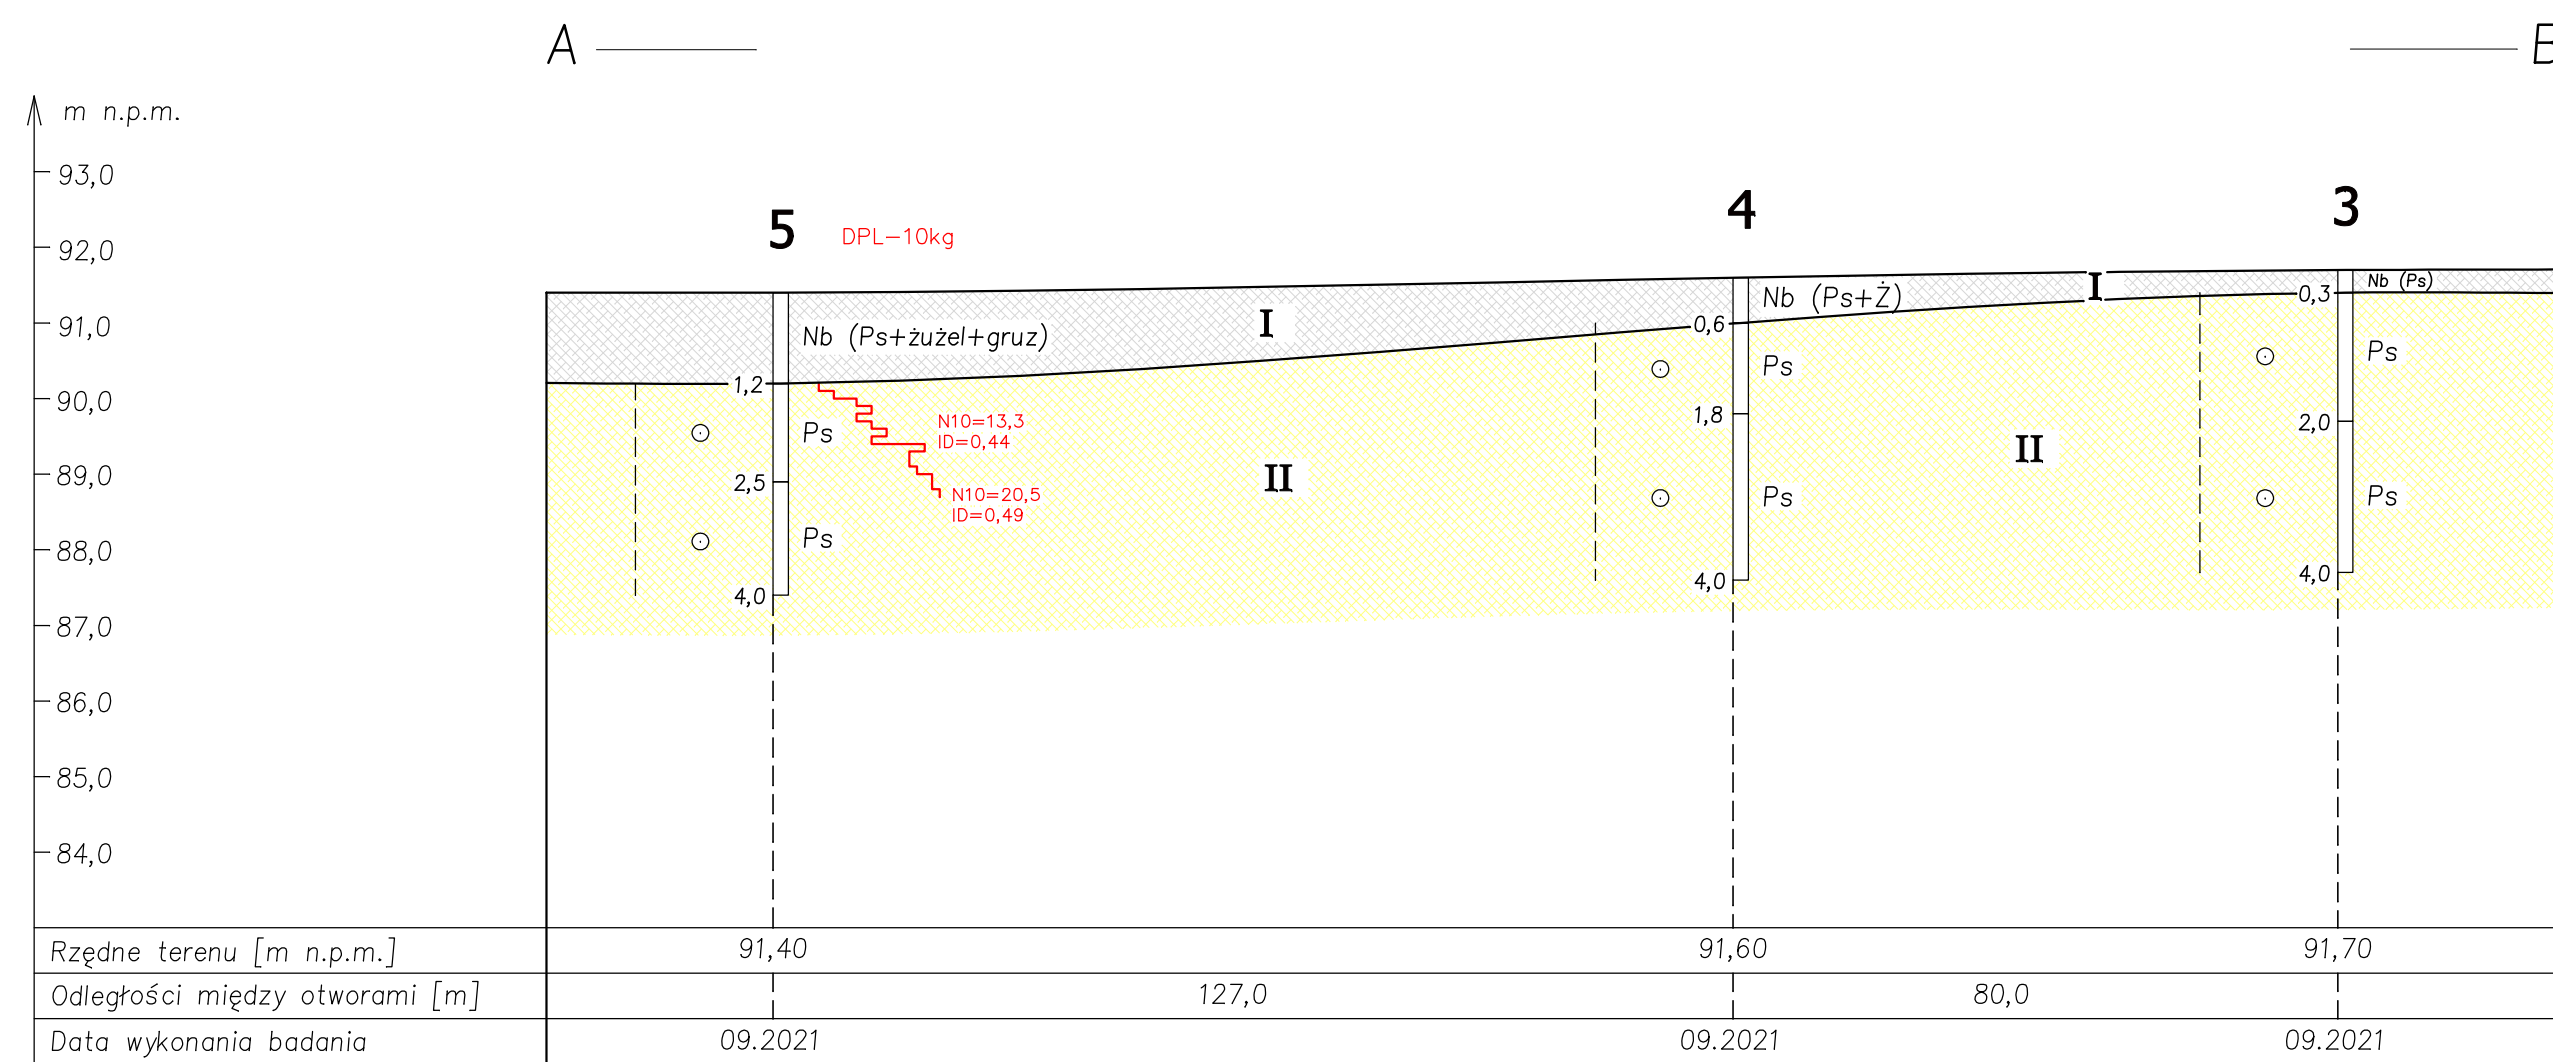 A B
m n.p.m.
93,0
92,0
91,0
90,0
89,0
88,0
87,0
86,0
85,0
84,0
5 DPL-10kg
4
3
Nb (Ps+żużel+gruz)
I
Nb (Ps+Ż)
I
Nb (Ps)
1,2
0,6
0,3
Ps
N10=13,3
ID=0,44
II
Ps
II
Ps
2,5
1,8
2,0
N10=20,5
ID=0,49
Ps
Ps
Ps
4,0
4,0
4,0
Rzędne terenu [m n.p.m.] 91,40 91,60 91,70
Odległości między otworami [m] 127,0 80,0
Data wykonania badania 09.2021 09.2021 09.2021